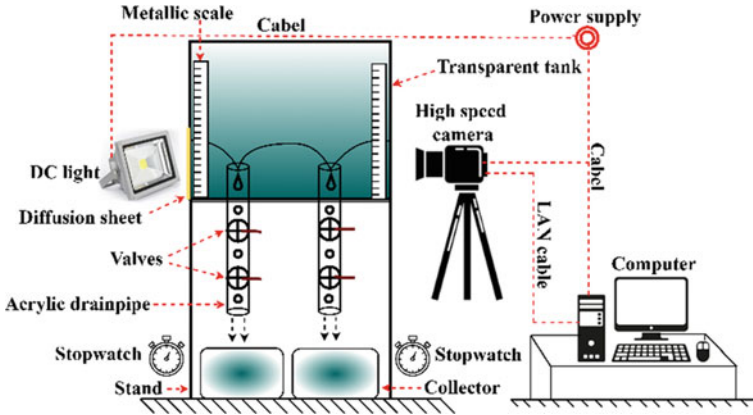 Metallic scale
Cabel
Power supply
Transparent tank
High speed
camera
DC light
Cabel
Diffusion sheet
LAN cable
Valves
Computer
Acrylic drainpipe
Stopwatch
Stopwatch
Stand
Collector